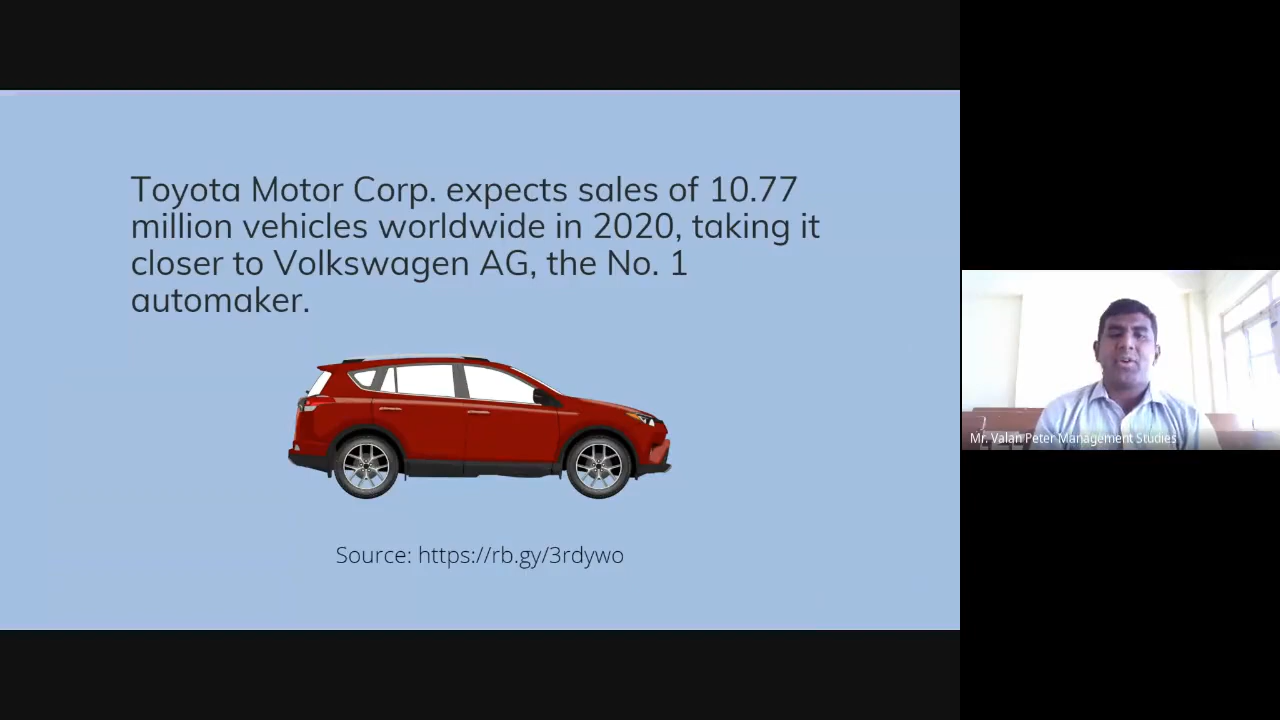 Toyota Motor Corp. expects sales of 10.77
million vehicles worldwide in 2020, taking it
closer to Volkswagen AG, the No. 1
automaker.
Source: https://rb.gy/3rdywo
Mr. Valan Peter Management Studies